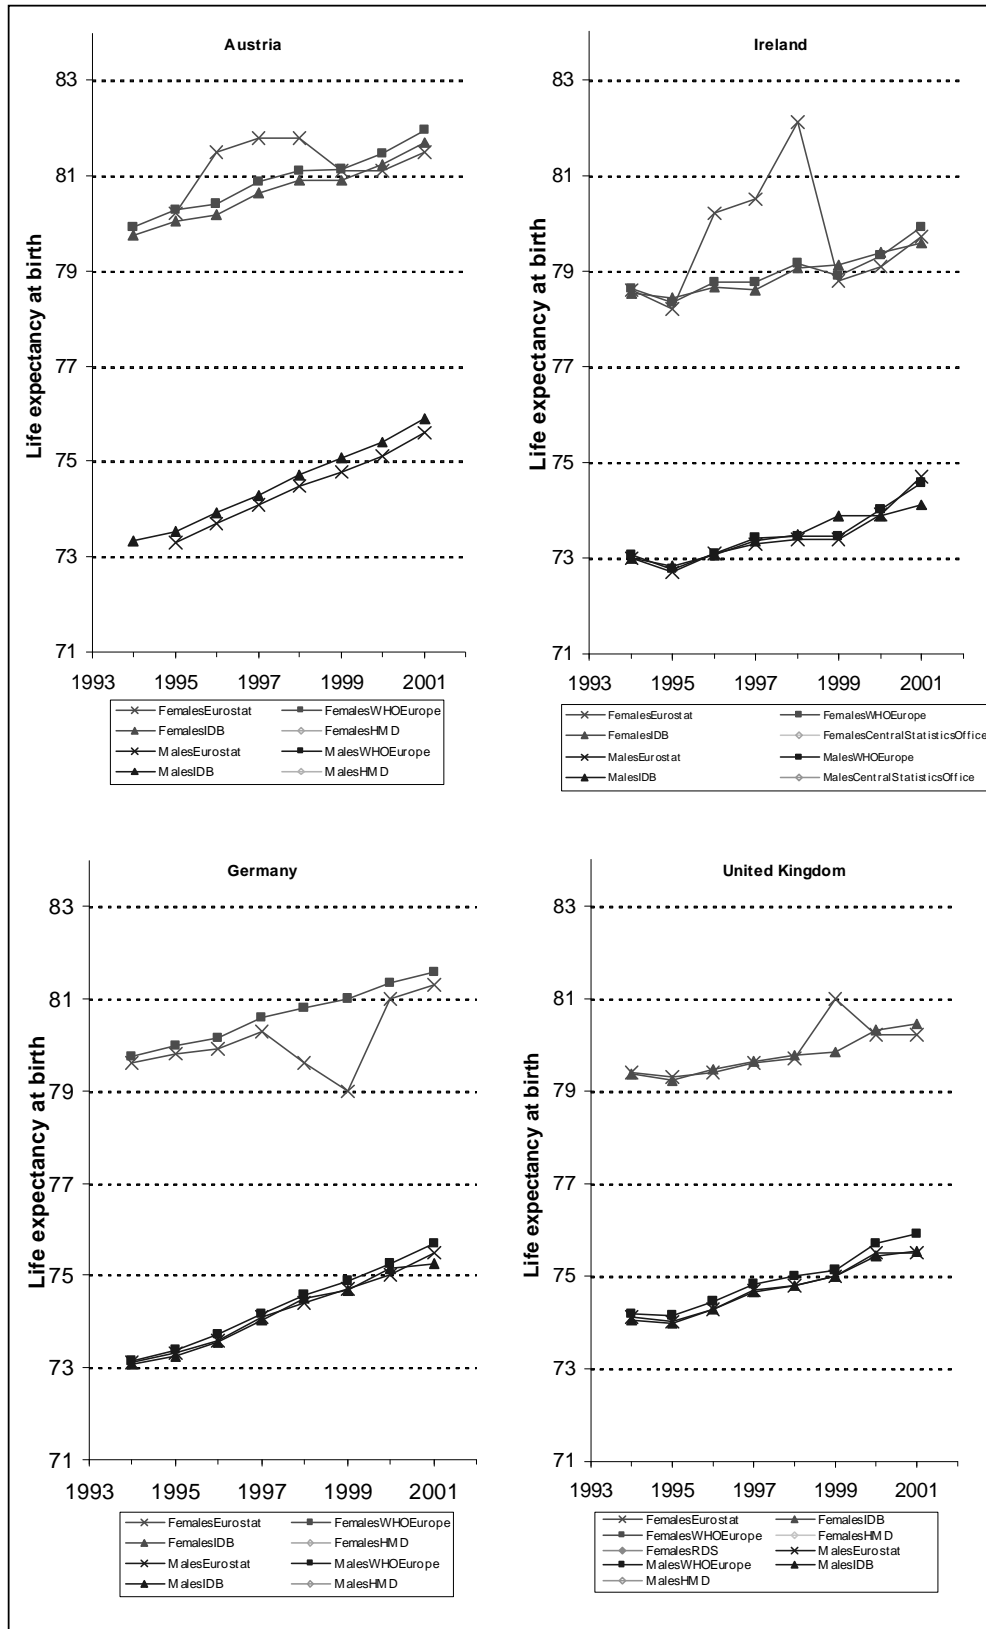 Austria
Life expectancy at birth
83
81
79
77
75
73
71
1993 1995 1997 1999 2001
FemalesEurostat FemalesWHOEurope
FemalesIDB FemalesHMD
MalesEurostat MalesWHOEurope
MalesIDB MalesHMD
Ireland
Life expectancy at birth
83
81
79
77
75
73
71
1993 1995 1997 1999 2001
FemalesEurostat FemalesWHOEurope
FemalesIDB FemalesCentralStatisticsOffice
MalesEurostat MalesWHOEurope
MalesIDB MalesCentralStatisticsOffice
Germany
Life expectancy at birth
83
81
79
77
75
73
71
1993 1995 1997 1999 2001
FemalesEurostat FemalesWHOEurope
FemalesIDB FemalesHMD
MalesEurostat MalesWHOEurope
MalesIDB MalesHMD
United Kingdom
Life expectancy at birth
83
81
79
77
75
73
71
1993 1995 1997 1999 2001
FemalesEurostat FemalesIDB
FemalesWHOEurope FemalesHMD
FemalesRDS MalesEurostat
MalesWHOEurope MalesIDB
MalesHMD